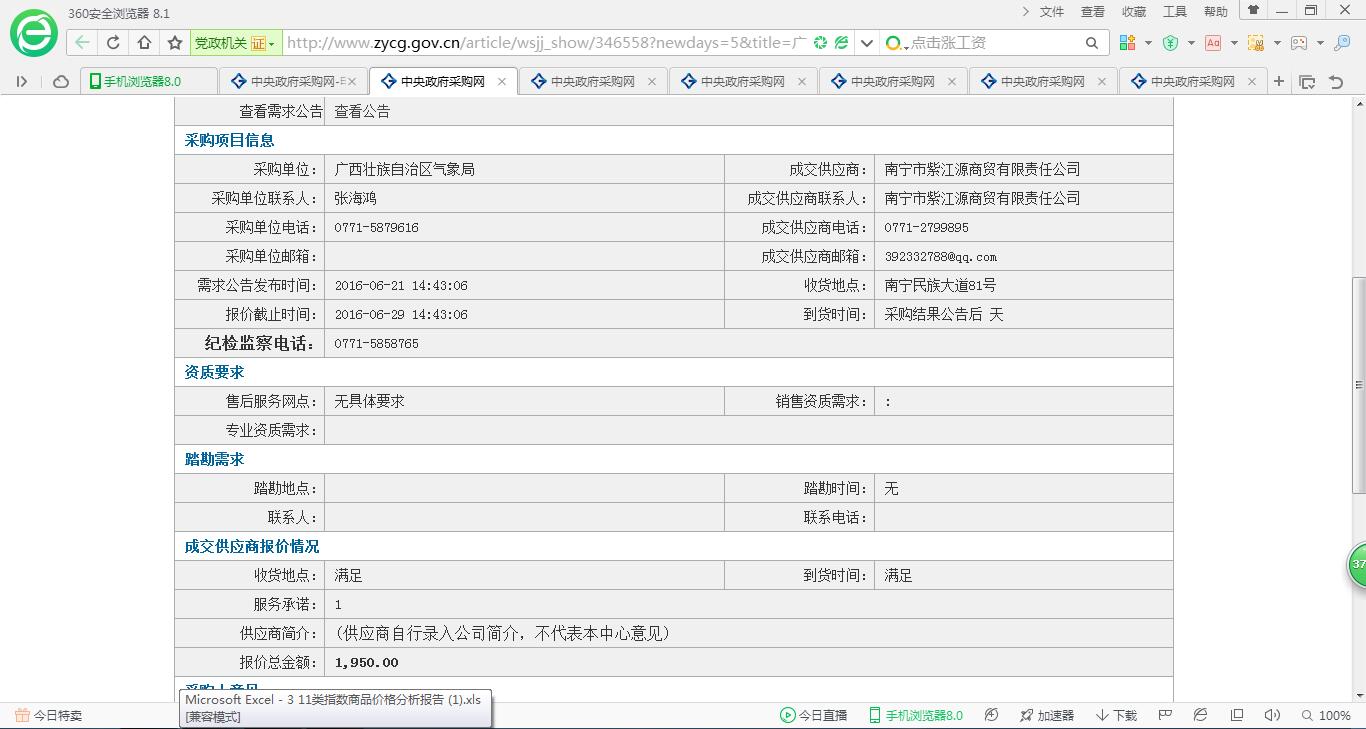 360安全浏览器 8.1
文件 查看 收藏 工具 帮助
党政机关 证 http://www.zycg.gov.cn/article/wsjj_show/346558?newdays=5&title=广 点击涨工资
手机浏览器8.0 中央政府采购网-E 中央政府采购网 中央政府采购网 中央政府采购网 中央政府采购网 中央政府采购网 中央政府采购网
查看需求公告 查看公告
采购项目信息
采购单位： 广西壮族自治区气象局 成交供应商： 南宁市紫江源商贸有限责任公司
采购单位联系人： 张海鸿 成交供应商联系人： 南宁市紫江源商贸有限责任公司
采购单位电话： 0771-5879616 成交供应商电话： 0771-2799895
采购单位邮箱： 成交供应商邮箱： 392332788@qq.com
需求公告发布时间： 2016-06-21 14:43:06 收货地点： 南宁民族大道81号
报价截止时间： 2016-06-29 14:43:06 到货时间： 采购结果公告后 天
纪检监察电话： 0771-5858765
资质要求
售后服务网点： 无具体要求 销售资质需求： ：
专业资质需求：
踏勘需求
踏勘地点： 踏勘时间： 无
联系人： 联系电话：
成交供应商报价情况
收货地点： 满足 到货时间： 满足
服务承诺： 1
供应商简介： （供应商自行录入公司简介，不代表本中心意见）
报价总金额： 1,950.00
采购人意见
Microsoft Excel - 3 11类指数商品价格分析报告 (1).xls
[兼容模式]
37
今日特卖 今日直播 手机浏览器8.0 加速器 下载 100%